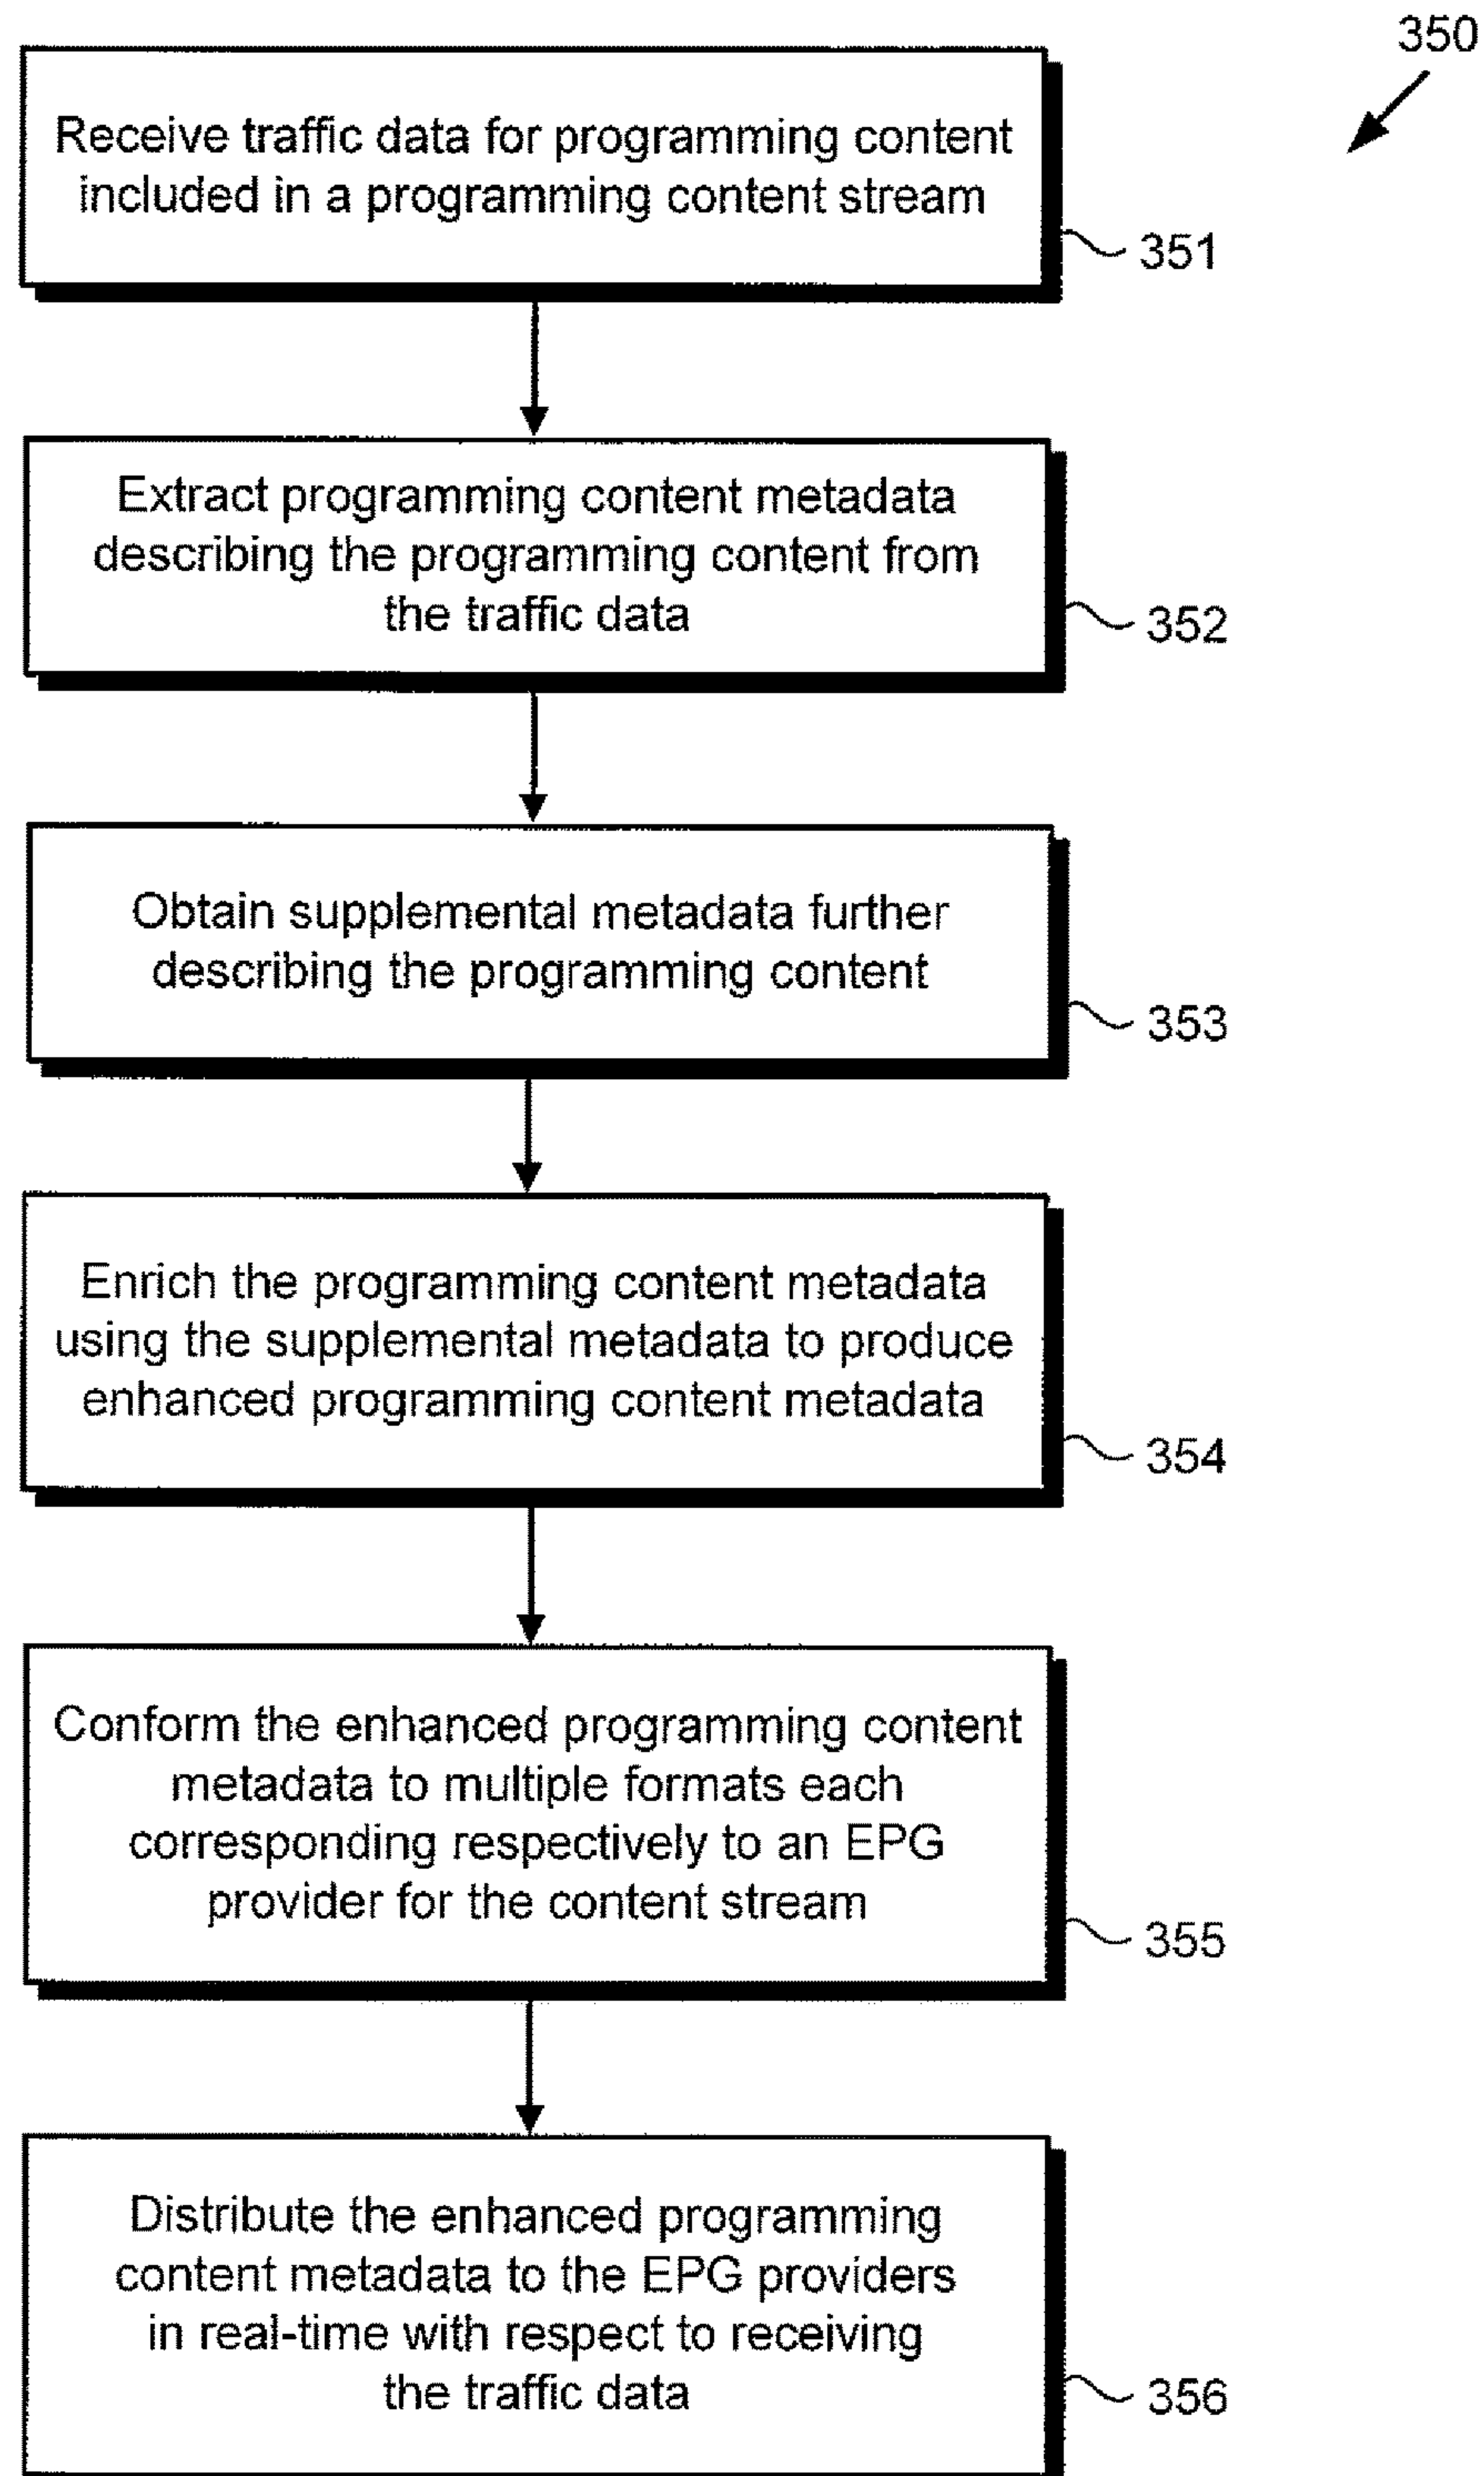 350
Receive traffic data for programming content
included in a programming content stream
351
Extract programming content metadata
describing the programming content from
the traffic data
352
Obtain supplemental metadata further
describing the programming content
353
Enrich the programming content metadata
using the supplemental metadata to produce
enhanced programming content metadata
354
Conform the enhanced programming content
metadata to multiple formats each
corresponding respectively to an EPG
provider for the content stream
355
Distribute the enhanced programming
content metadata to the EPG providers
in real-time with respect to receiving
the traffic data
356